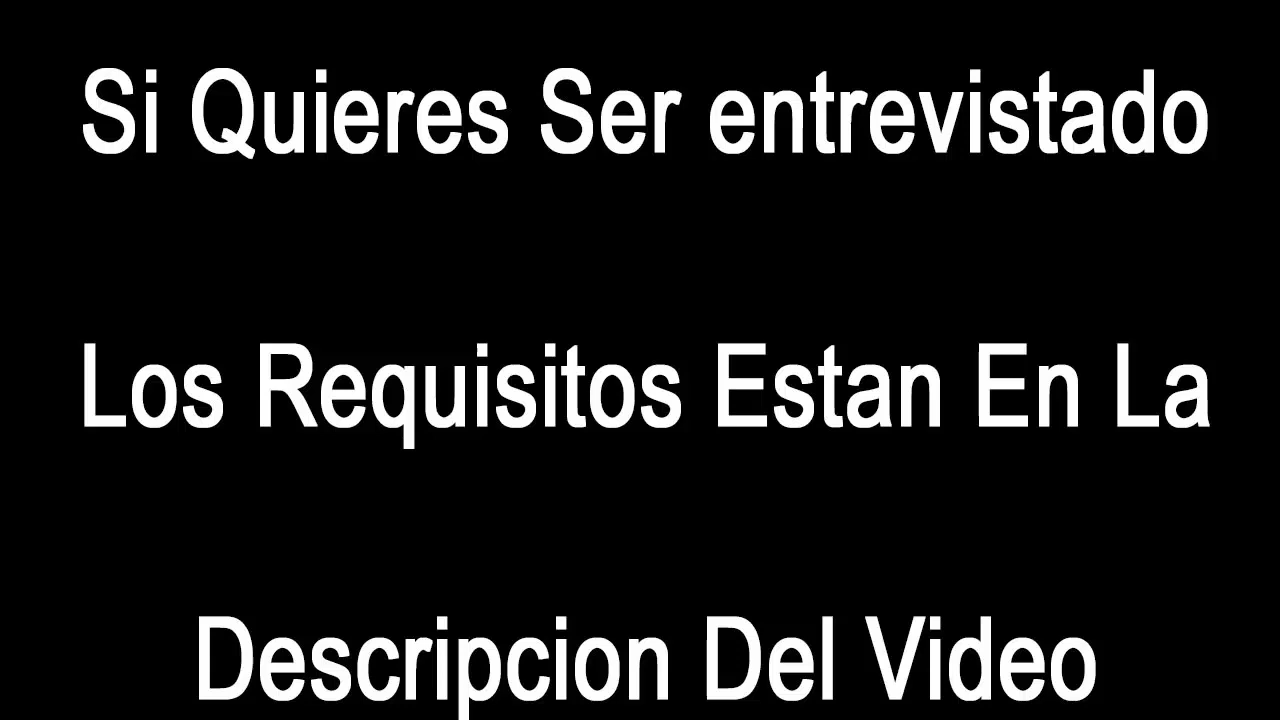 Si Quieres Ser entrevistado
Los Requisitos Estan En La
Descripcion Del Video